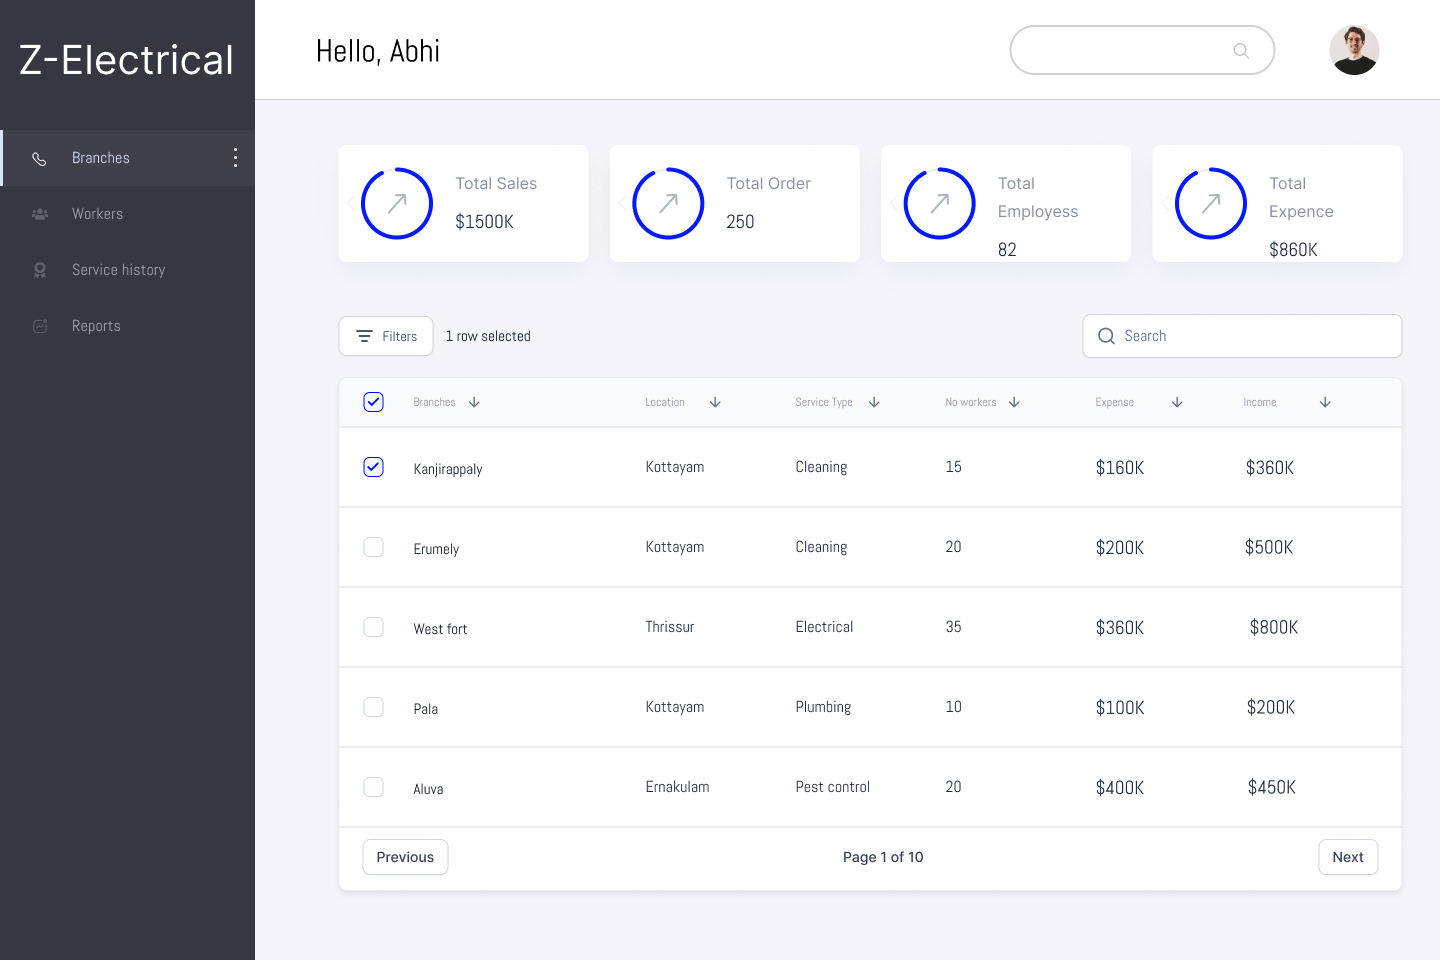 Z-Electrical
Hello, Abhi
Branches
Workers
Service history
Reports
Total Sales
$1500K
Total Order
250
Total
Employess
82
Total
Expence
$860K
Filters
1 row selected
Search
Branches
Location
Service Type
No workers
Expense
Income
Kanjirappaly
Kottayam
Cleaning
15
$160K
$360K
Erumely
Kottayam
Cleaning
20
$200K
$500K
West fort
Thrissur
Electrical
35
$360K
$800K
Pala
Kottayam
Plumbing
10
$100K
$200K
Aluva
Ernakulam
Pest control
20
$400K
$450K
Previous
Page 1 of 10
Next